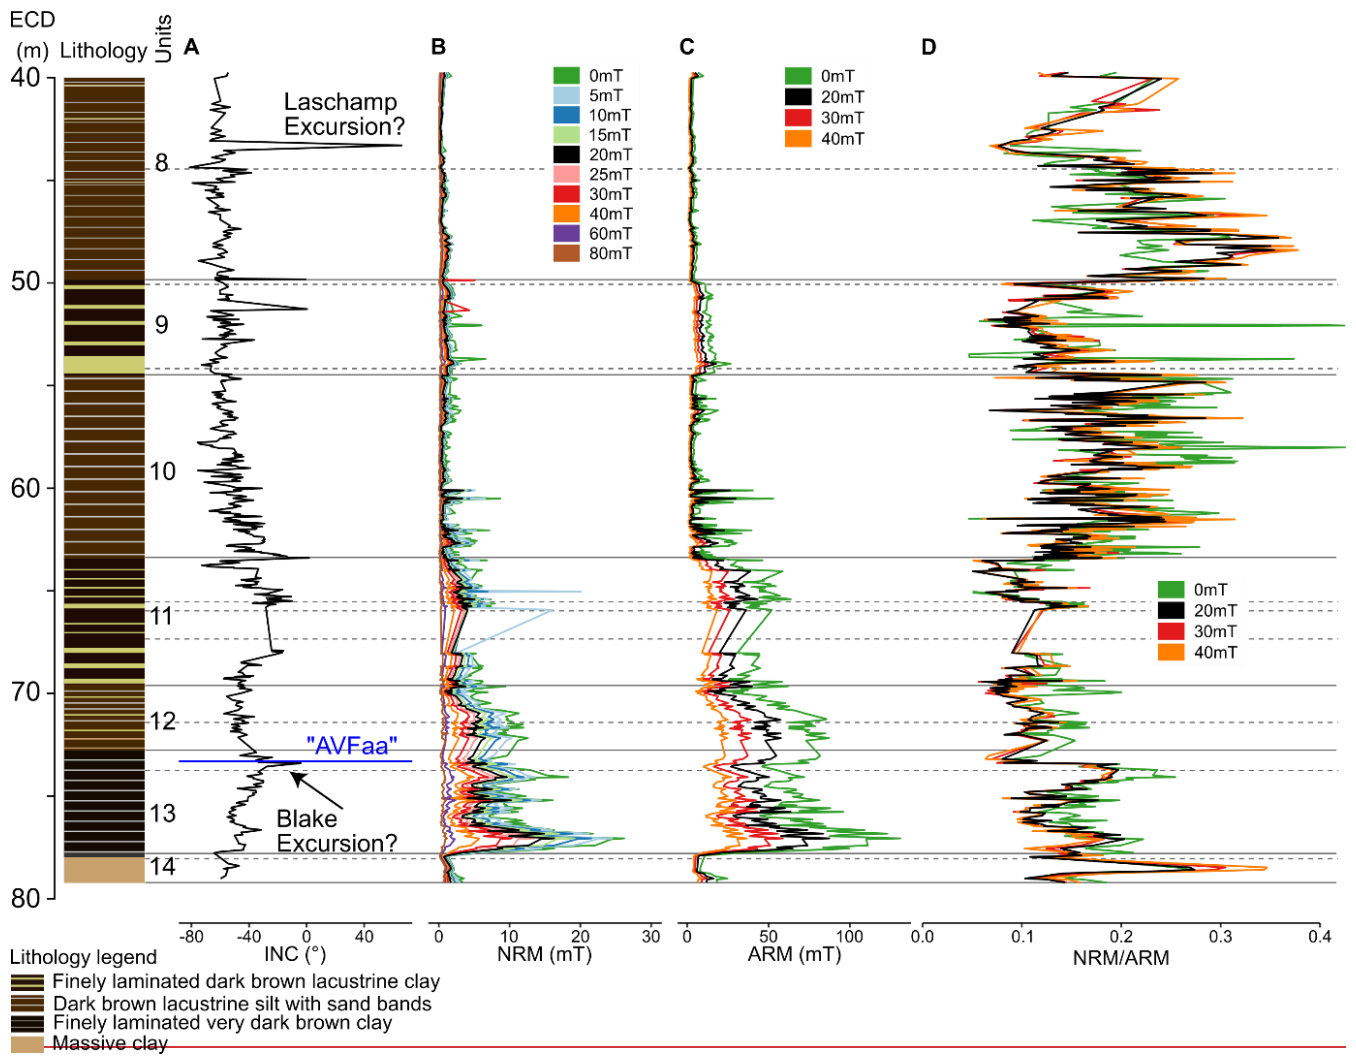 ECD
(m)
Lithology
Units
A
B
C
D
40
50
60
70
80
8
9
10
11
12
13
14
Laschamp
Excursion?
"AVFaa"
Blake
Excursion?
0mT
5mT
10mT
15mT
20mT
25mT
30mT
40mT
60mT
80mT
0mT
20mT
30mT
40mT
0mT
20mT
30mT
40mT
-80
-40
0
40
INC (°)
0
10
20
30
NRM (mT)
0
50
100
ARM (mT)
0.0
0.1
0.2
0.3
0.4
NRM/ARM
Lithology legend
Finely laminated dark brown lacustrine clay
Dark brown lacustrine silt with sand bands
Finely laminated very dark brown clay
Massive clay